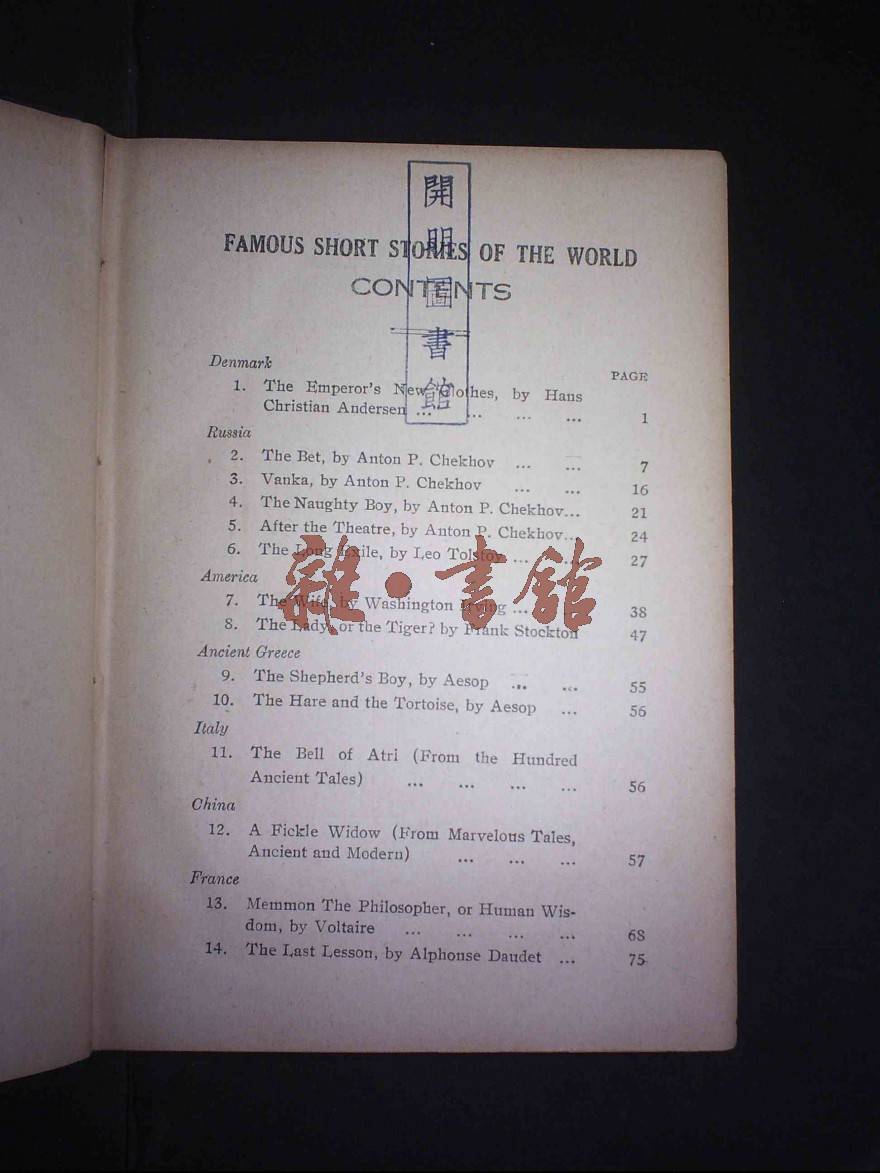 開明圖書館
FAMOUS SHORT STORIES OF THE WORLD
CONTENTS
PAGE
Denmark
1. The Emperor's New Clothes, by Hans
Christian Andersen ... ... ... ... 1
Russia
2. The Bet, by Anton P. Chekhov ... ... 7
3. Vanka, by Anton P. Chekhov ... ... 16
4. The Naughty Boy, by Anton P. Chekhov... 21
5. After the Theatre, by Anton P. Chekhov... 24
6. The Long Exile, by Leo Tolstoy ... ... 27
America
7. The Wife, by Washington Irving ... ... 38
8. The Lady, or the Tiger? by Frank Stockton 47
Ancient Greece
9. The Shepherd's Boy, by Aesop ... ... 55
10. The Hare and the Tortoise, by Aesop ... 56
Italy
11. The Bell of Atri (From the Hundred
Ancient Tales) ... ... ... ... 56
China
12. A Fickle Widow (From Marvelous Tales,
Ancient and Modern) ... ... ... 57
France
13. Memmon The Philosopher, or Human Wis-
dom, by Voltaire ... ... ... ... 68
14. The Last Lesson, by Alphonse Daudet ... 75
雜·書館